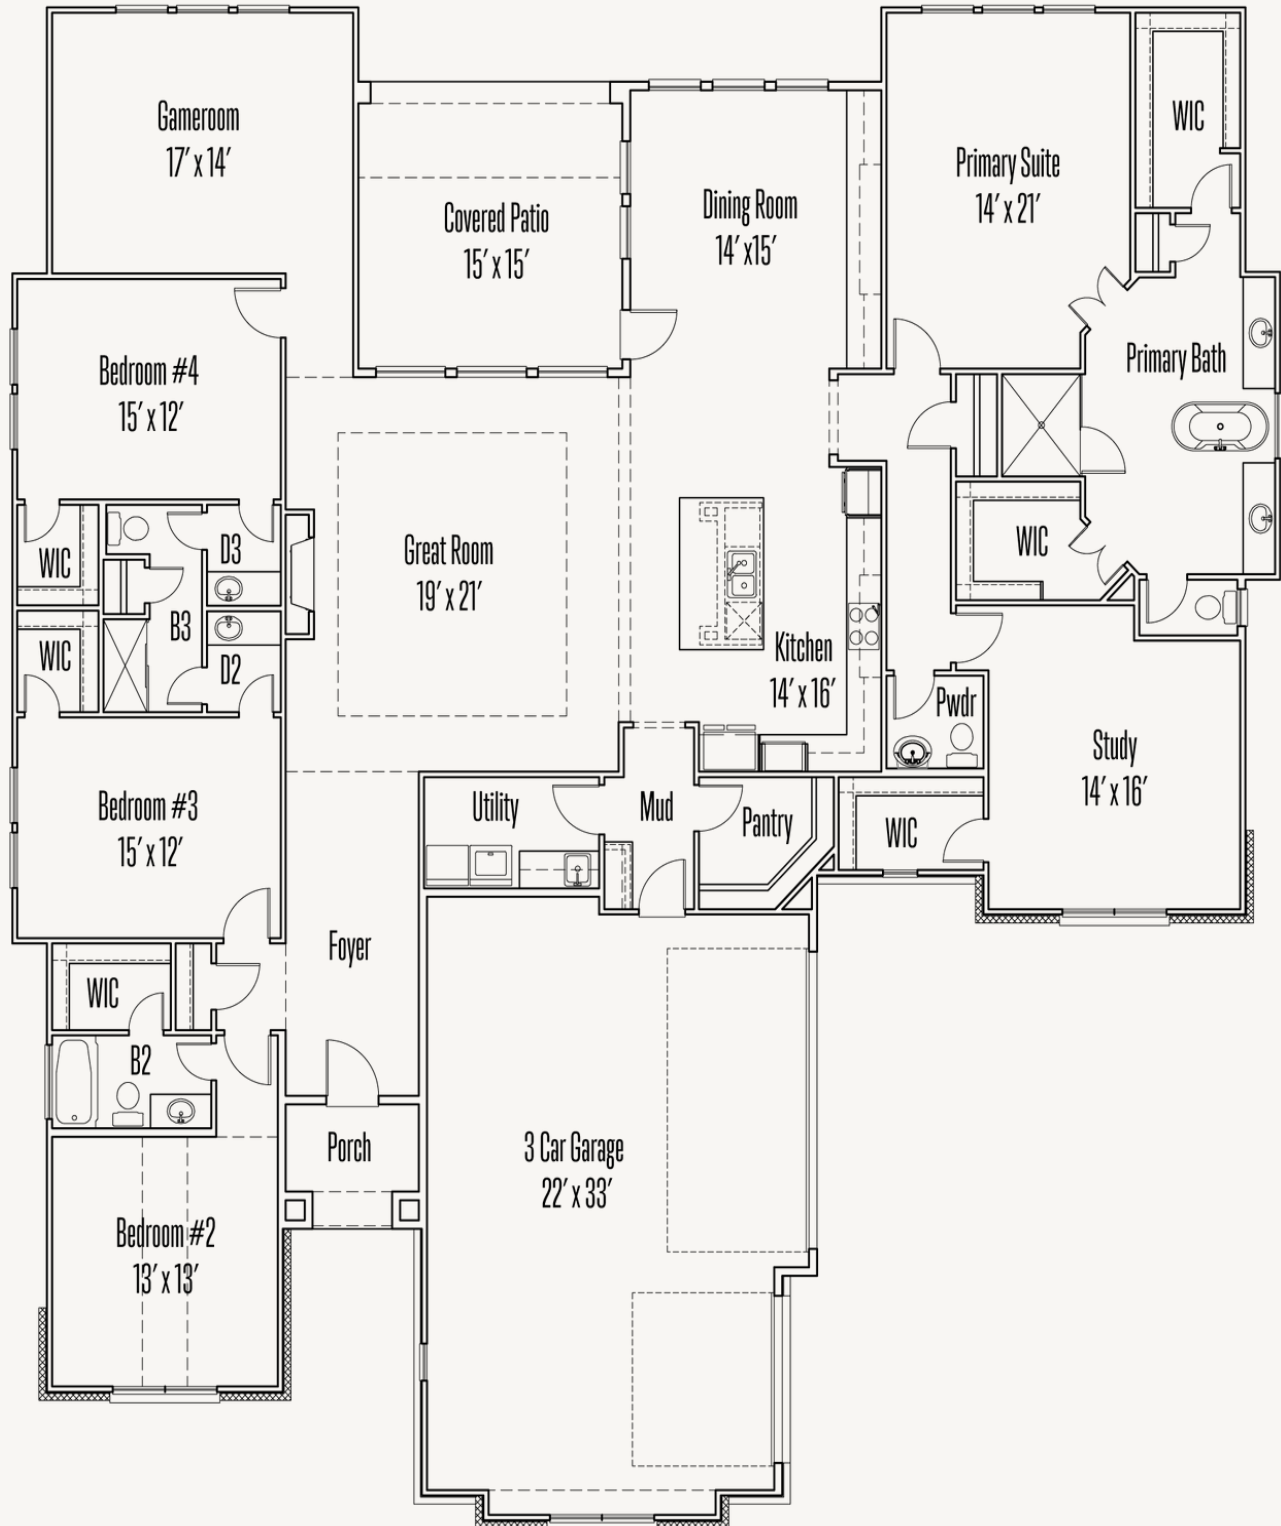 Gameroom
17' x 14'
Covered Patio
15' x 15'
Dining Room
14' x15'
Primary Suite
14' x 21'
WIC
Bedroom #4
15' x 12'
Primary Bath
WIC
D3
Great Room
19' x 21'
WIC
B3
WIC
D2
Kitchen
14' x 16'
Pwdr
Study
14' x 16'
Bedroom #3
15' x 12'
Utility
Mud
Pantry
WIC
Foyer
WIC
B2
Porch
3 Car Garage
22' x 33'
Bedroom #2
13' x 13'